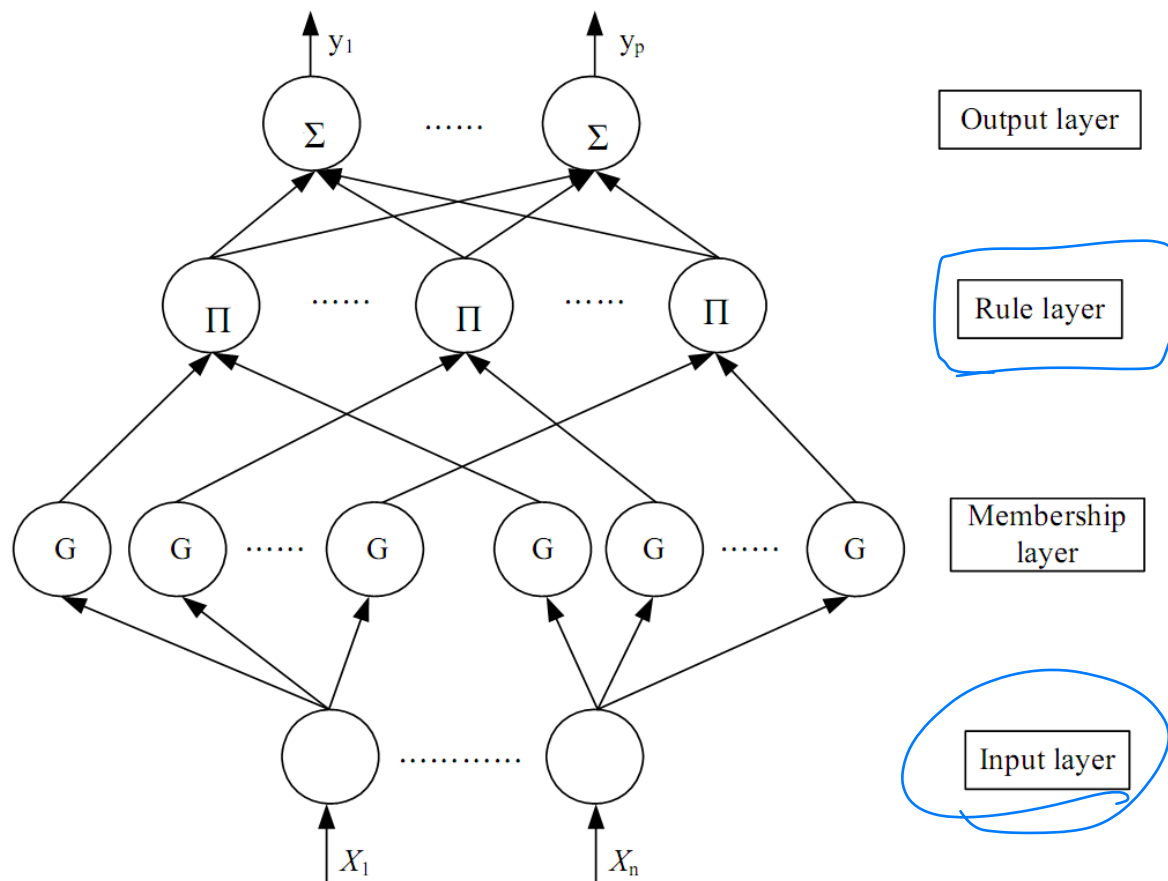 y1 yp
Σ ...... Σ Output layer
Π ...... Π ...... Π Rule layer
G G ...... G G G ...... G Membership
layer
............ Input layer
X1 Xn